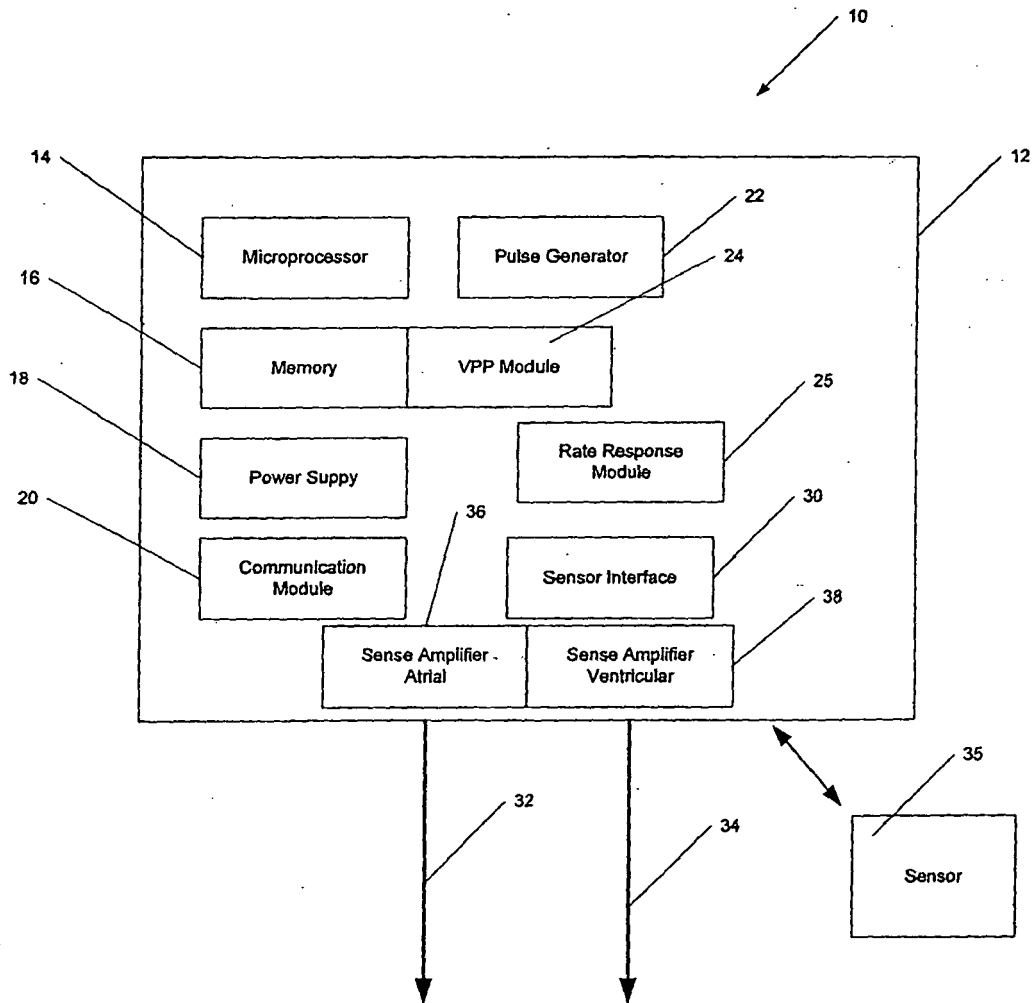 10
14
12
22
Microprocessor
Pulse Generator
24
16
Memory
VPP Module
18
25
Rate Response
Module
Power Suppy
20
36
30
Communication
Module
Sensor Interface
38
Sense Amplifier
Atrial
Sense Amplifier
Ventricular
35
32
34
Sensor